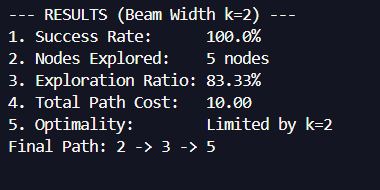 --- RESULTS (Beam Width k=2) ---
1. Success Rate:      100.0%
2. Nodes Explored:    5 nodes
3. Exploration Ratio: 83.33%
4. Total Path Cost:   10.00
5. Optimality:        Limited by k=2
Final Path: 2 -> 3 -> 5